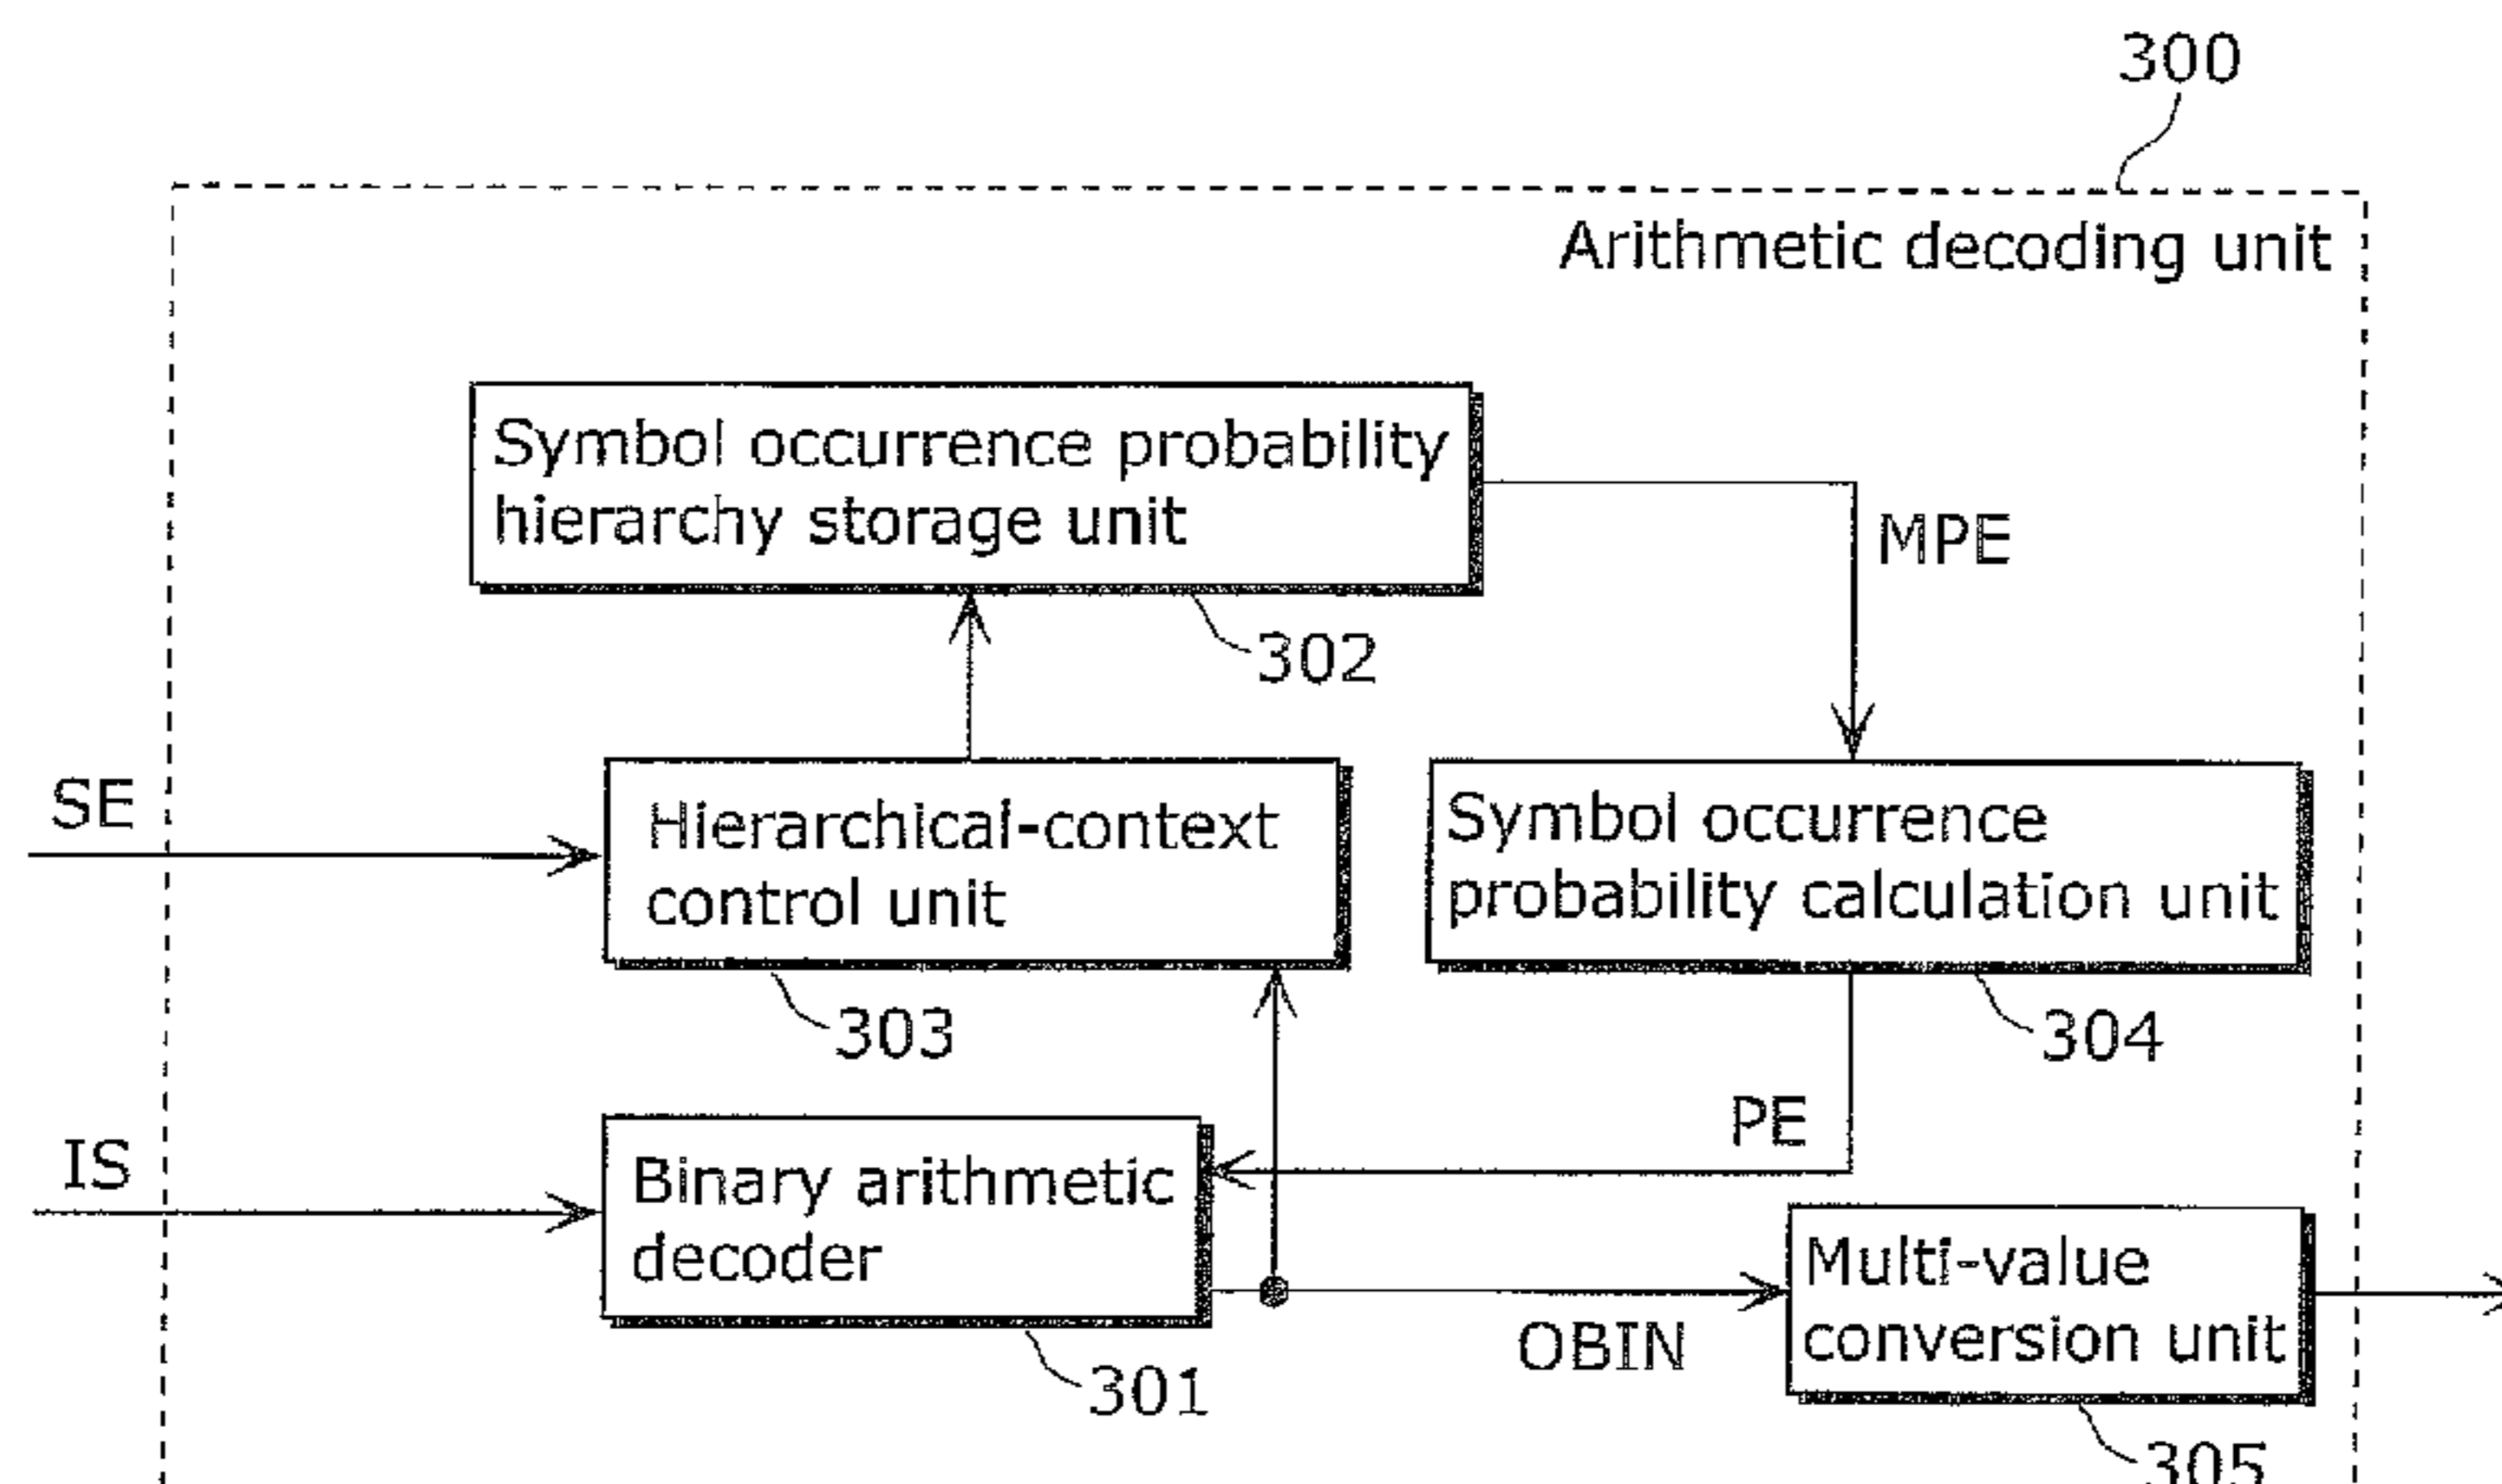 300
Arithmetic decoding unit
Symbol occurrence probability
hierarchy storage unit
MPE
302
SE
Hierarchical-context
control unit
Symbol occurrence
probability calculation unit
303
304
PE
IS
Binary arithmetic
decoder
Multi-value
conversion unit
OBIN
301
305